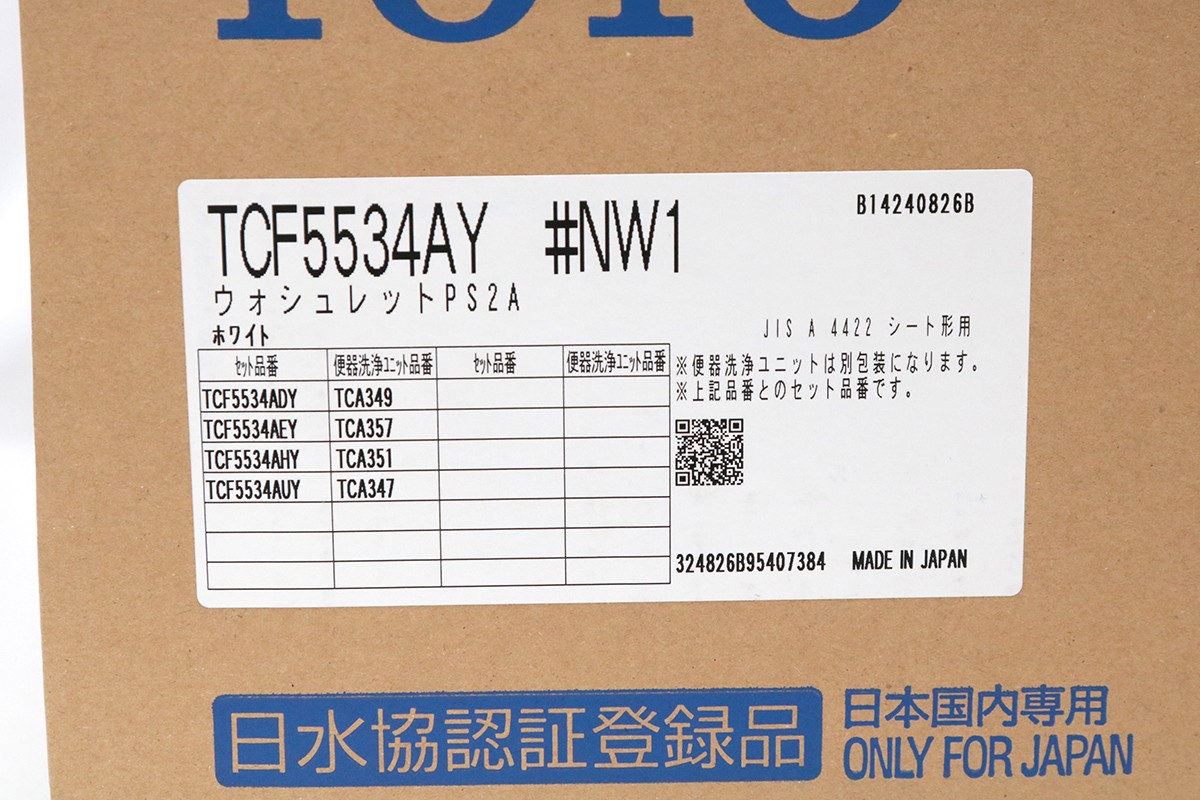 TOTO
TCF5534AY #NW1
B14240826B
ウォシュレットPS2A
ホワイト
JIS A 4422 シート形用
セット品番 便器洗浄ユニット品番 セット品番 便器洗浄ユニット品番
TCF5534ADY TCA349
TCF5534AEY TCA357
TCF5534AHY TCA351
TCF5534AUY TCA347
※便器洗浄ユニットは別包装になります。
※上記品番とのセット品番です。
324826B95407384 MADE IN JAPAN
日水協認証登録品
日本国内専用
ONLY FOR JAPAN